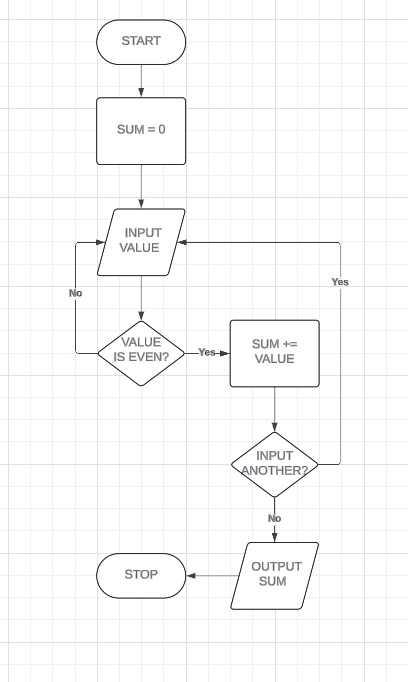 START
SUM = 0
INPUT
VALUE
No
Yes
VALUE
IS EVEN?
Yes
SUM +=
VALUE
INPUT
ANOTHER?
No
OUTPUT
SUM
STOP